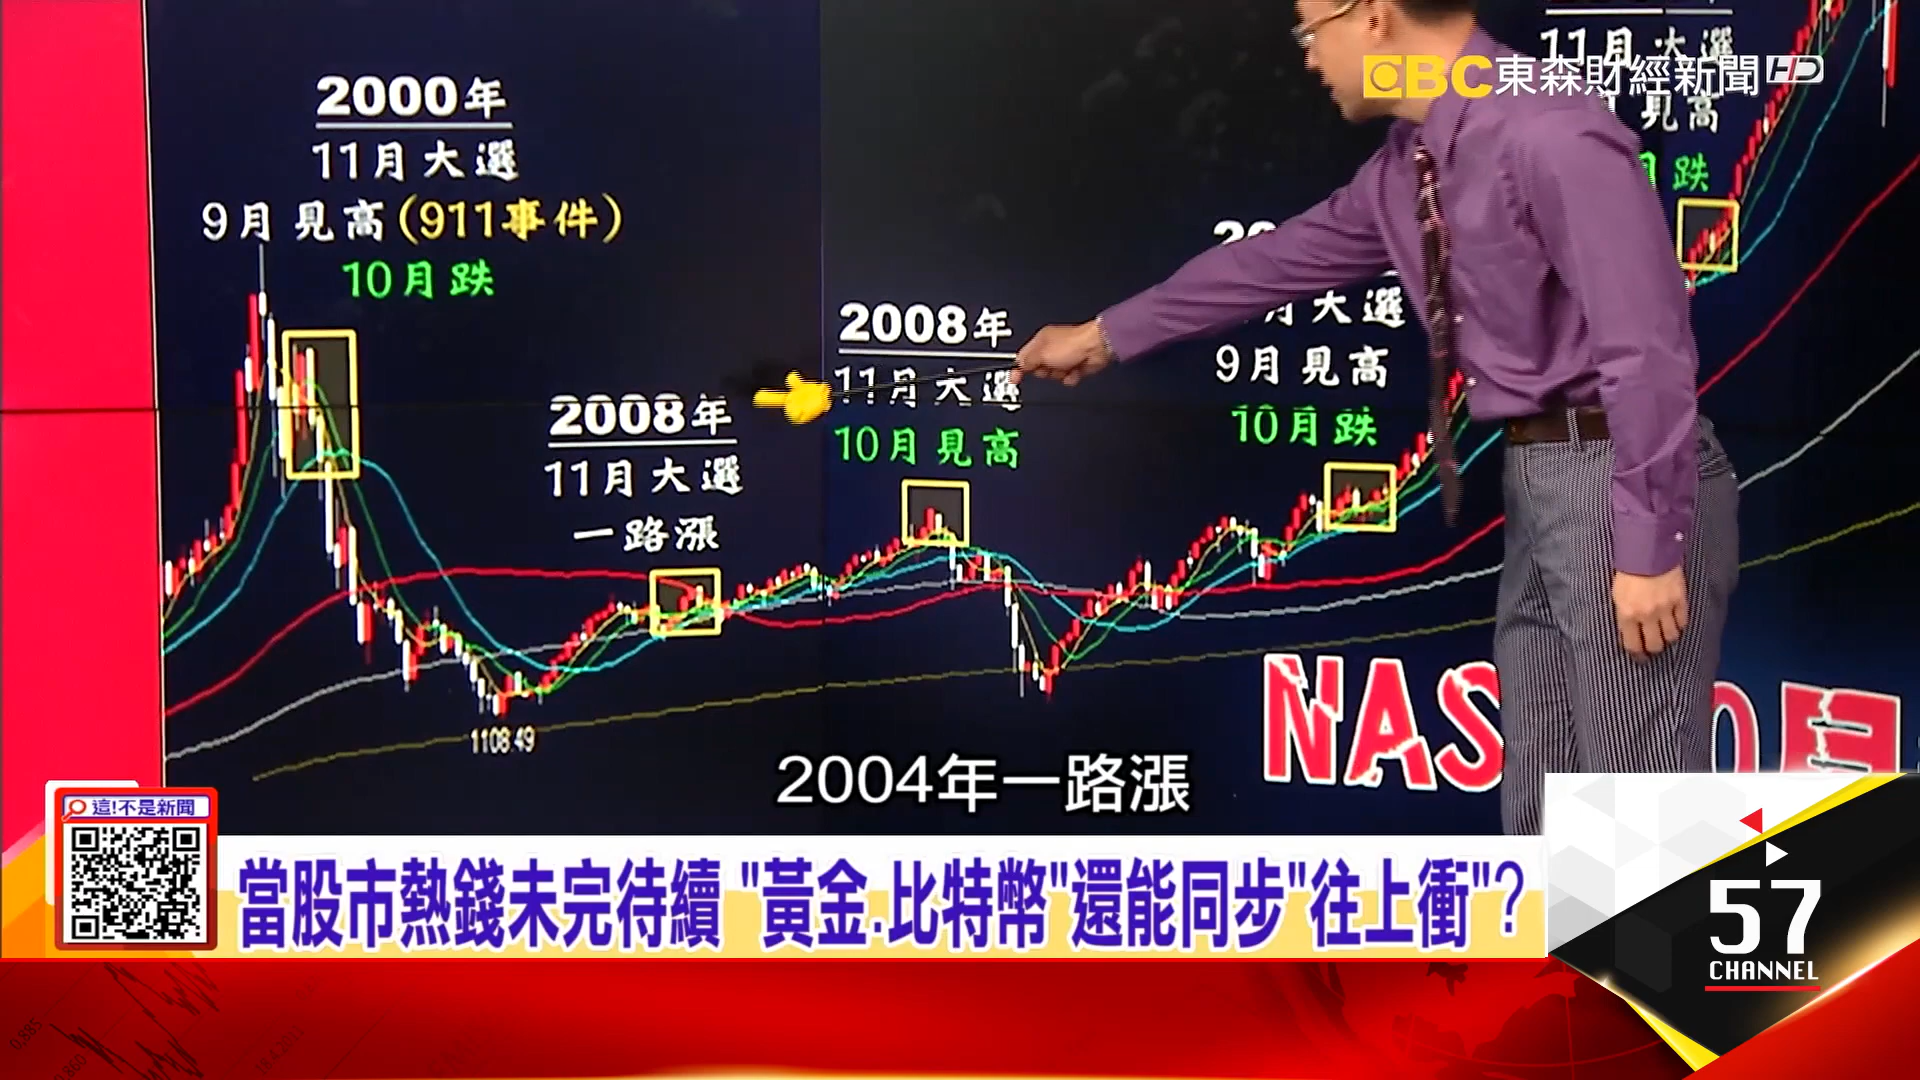 2000年
11月大選
9月見高(911事件)
10月跌
2008年
11月大選
一路漲
2008年
11月大選
10月見高
月大選
9月見高
10月跌
11月大選
見高
月跌
EBC東森財經新聞HD
1108.49
NAS
2004年一路漲
這!不是新聞
當股市熱錢未完待續 "黃金.比特幣"還能同步"往上衝"?
57
CHANNEL